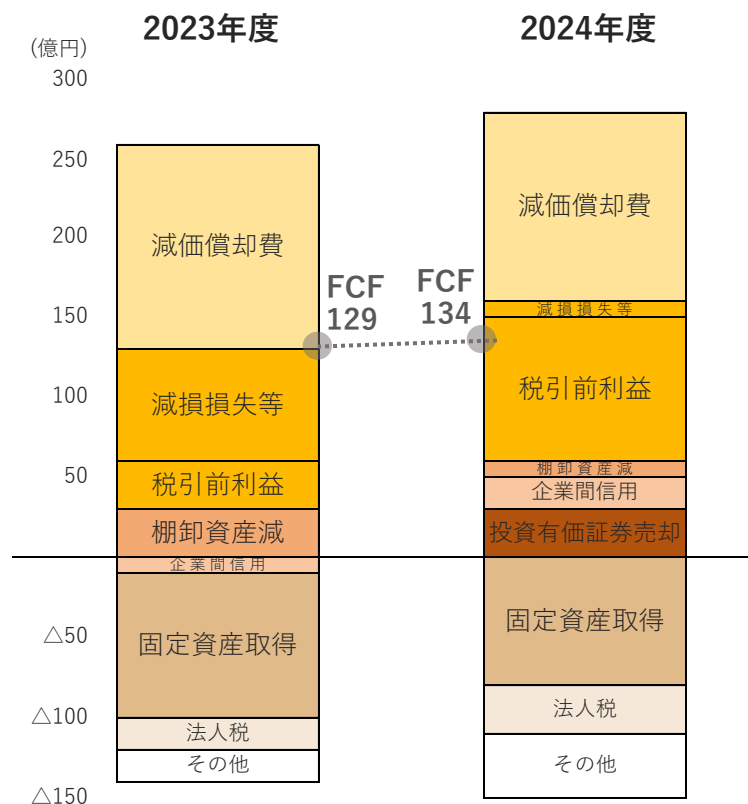 2023年度
2024年度
(億円)
300
250
200
150
100
50
△50
△100
△150
減価償却費
減損損失等
税引前利益
棚卸資産減
企業間信用
固定資産取得
法人税
その他
FCF
129
FCF
134
減価償却費
減損損失等
税引前利益
棚卸資産減
企業間信用
投資有価証券売却
固定資産取得
法人税
その他